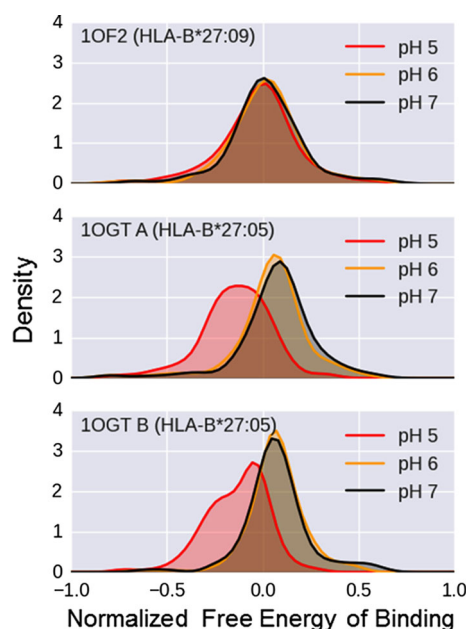 4
1OF2 (HLA-B*27:09)
pH 5
3
pH 6
2
pH 7
1
0
4
1OGT A (HLA-B*27:05)
pH 5
3
pH 6
2
pH 7
1
0
Density
4
1OGT B (HLA-B*27:05)
pH 5
3
pH 6
2
pH 7
1
0
−1.0 −0.5 0.0 0.5 1.0
Normalized Free Energy of Binding